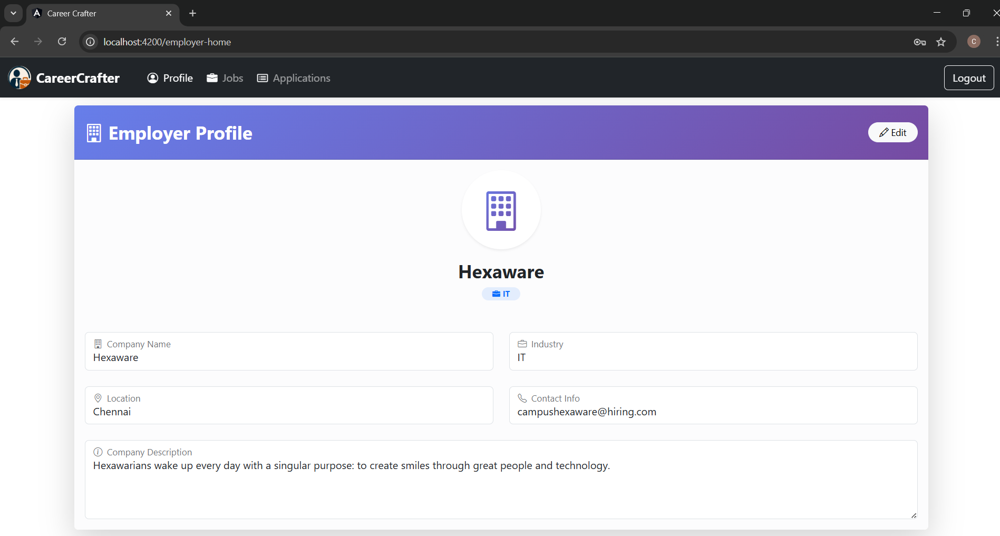 Career Crafter
localhost:4200/employer-home
C
CareerCrafter Profile Jobs Applications Logout
Employer Profile Edit
Hexaware
IT
Company Name
Hexaware
Industry
IT
Location
Chennai
Contact Info
campushexaware@hiring.com
Company Description
Hexawarians wake up every day with a singular purpose: to create smiles through great people and technology.